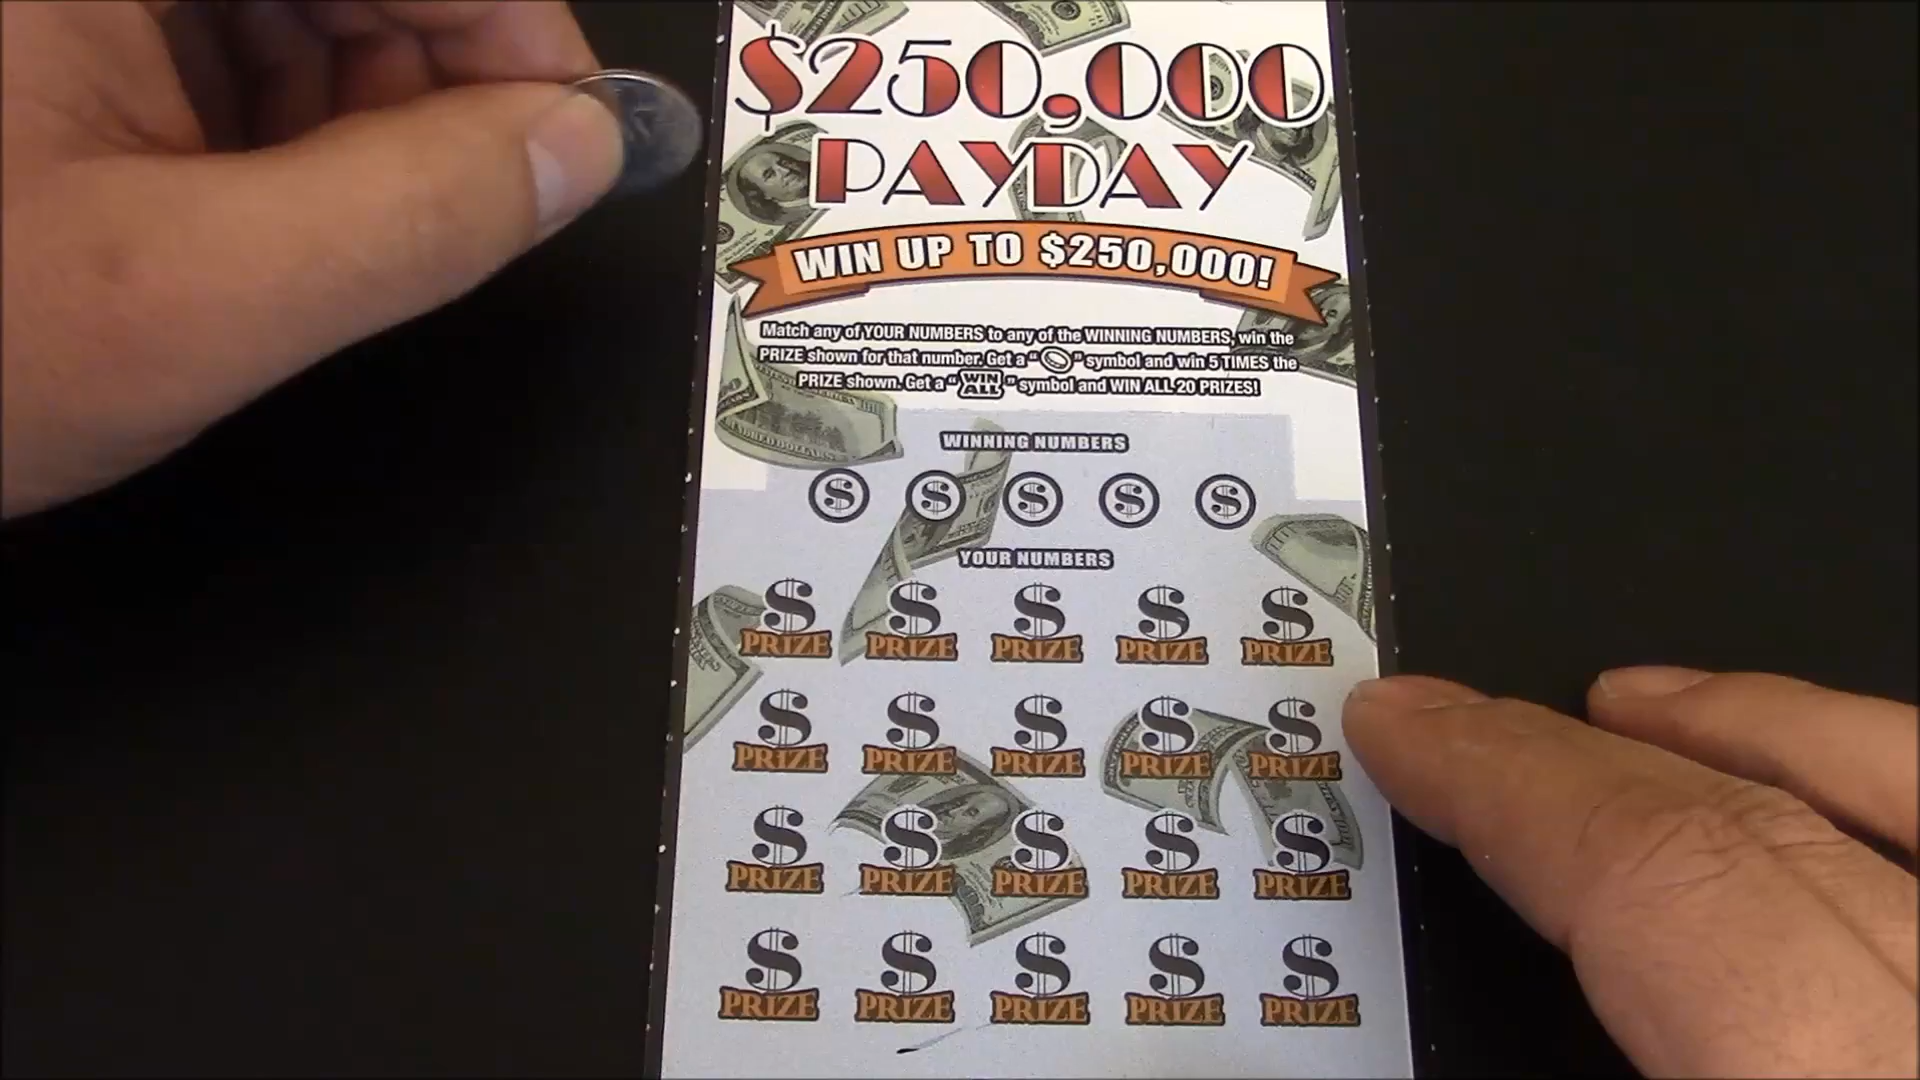 $250,000
PAYDAY
WIN UP TO $250,000!
Match any of YOUR NUMBERS to any of the WINNING NUMBERS, win the
PRIZE shown for that number. Get a " " symbol and win 5 TIMES the
PRIZE shown. Get a "WIN ALL" symbol and WIN ALL 20 PRIZES!
WINNING NUMBERS
$ $ $ $ $
YOUR NUMBERS
$ $ $ $ $
PRIZE PRIZE PRIZE PRIZE PRIZE
$ $ $ $ $
PRIZE PRIZE PRIZE PRIZE PRIZE
$ $ $ $ $
PRIZE PRIZE PRIZE PRIZE PRIZE
$ $ $ $ $
PRIZE PRIZE PRIZE PRIZE PRIZE